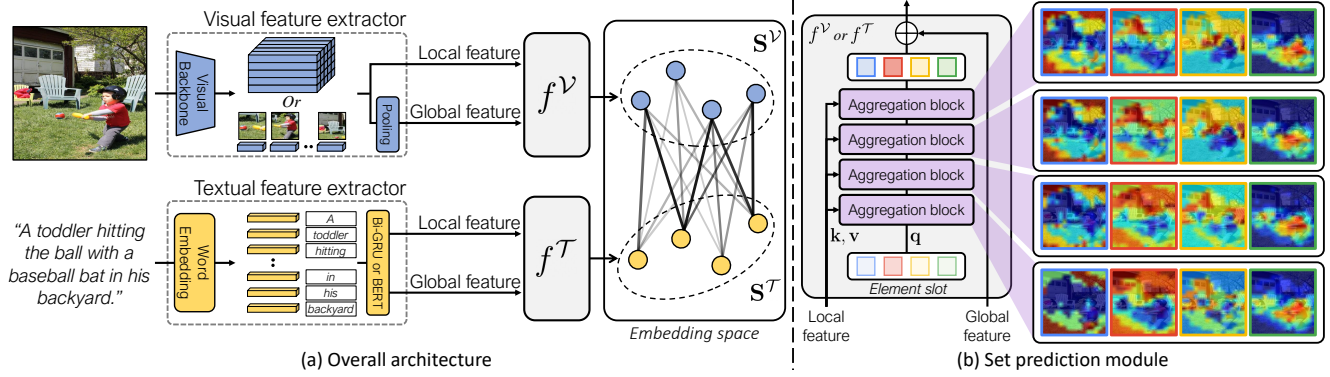 Visual feature extractor
Visual
Backbone
Or
Pooling
Local feature
Global feature
f^𝒱
S^𝒱
Textual feature extractor
"A toddler hitting
the ball with a
baseball bat in his
backyard."
Word
Embedding
A
toddler
hitting
in
his
backyard
Bi-GRU or BERT
Local feature
Global feature
f^𝒯
S^𝒯
Embedding space
(a) Overall architecture
f^𝒱 or f^𝒯
Aggregation block
Aggregation block
Aggregation block
Aggregation block
k, v
q
Element slot
Local
feature
Global
feature
(b) Set prediction module